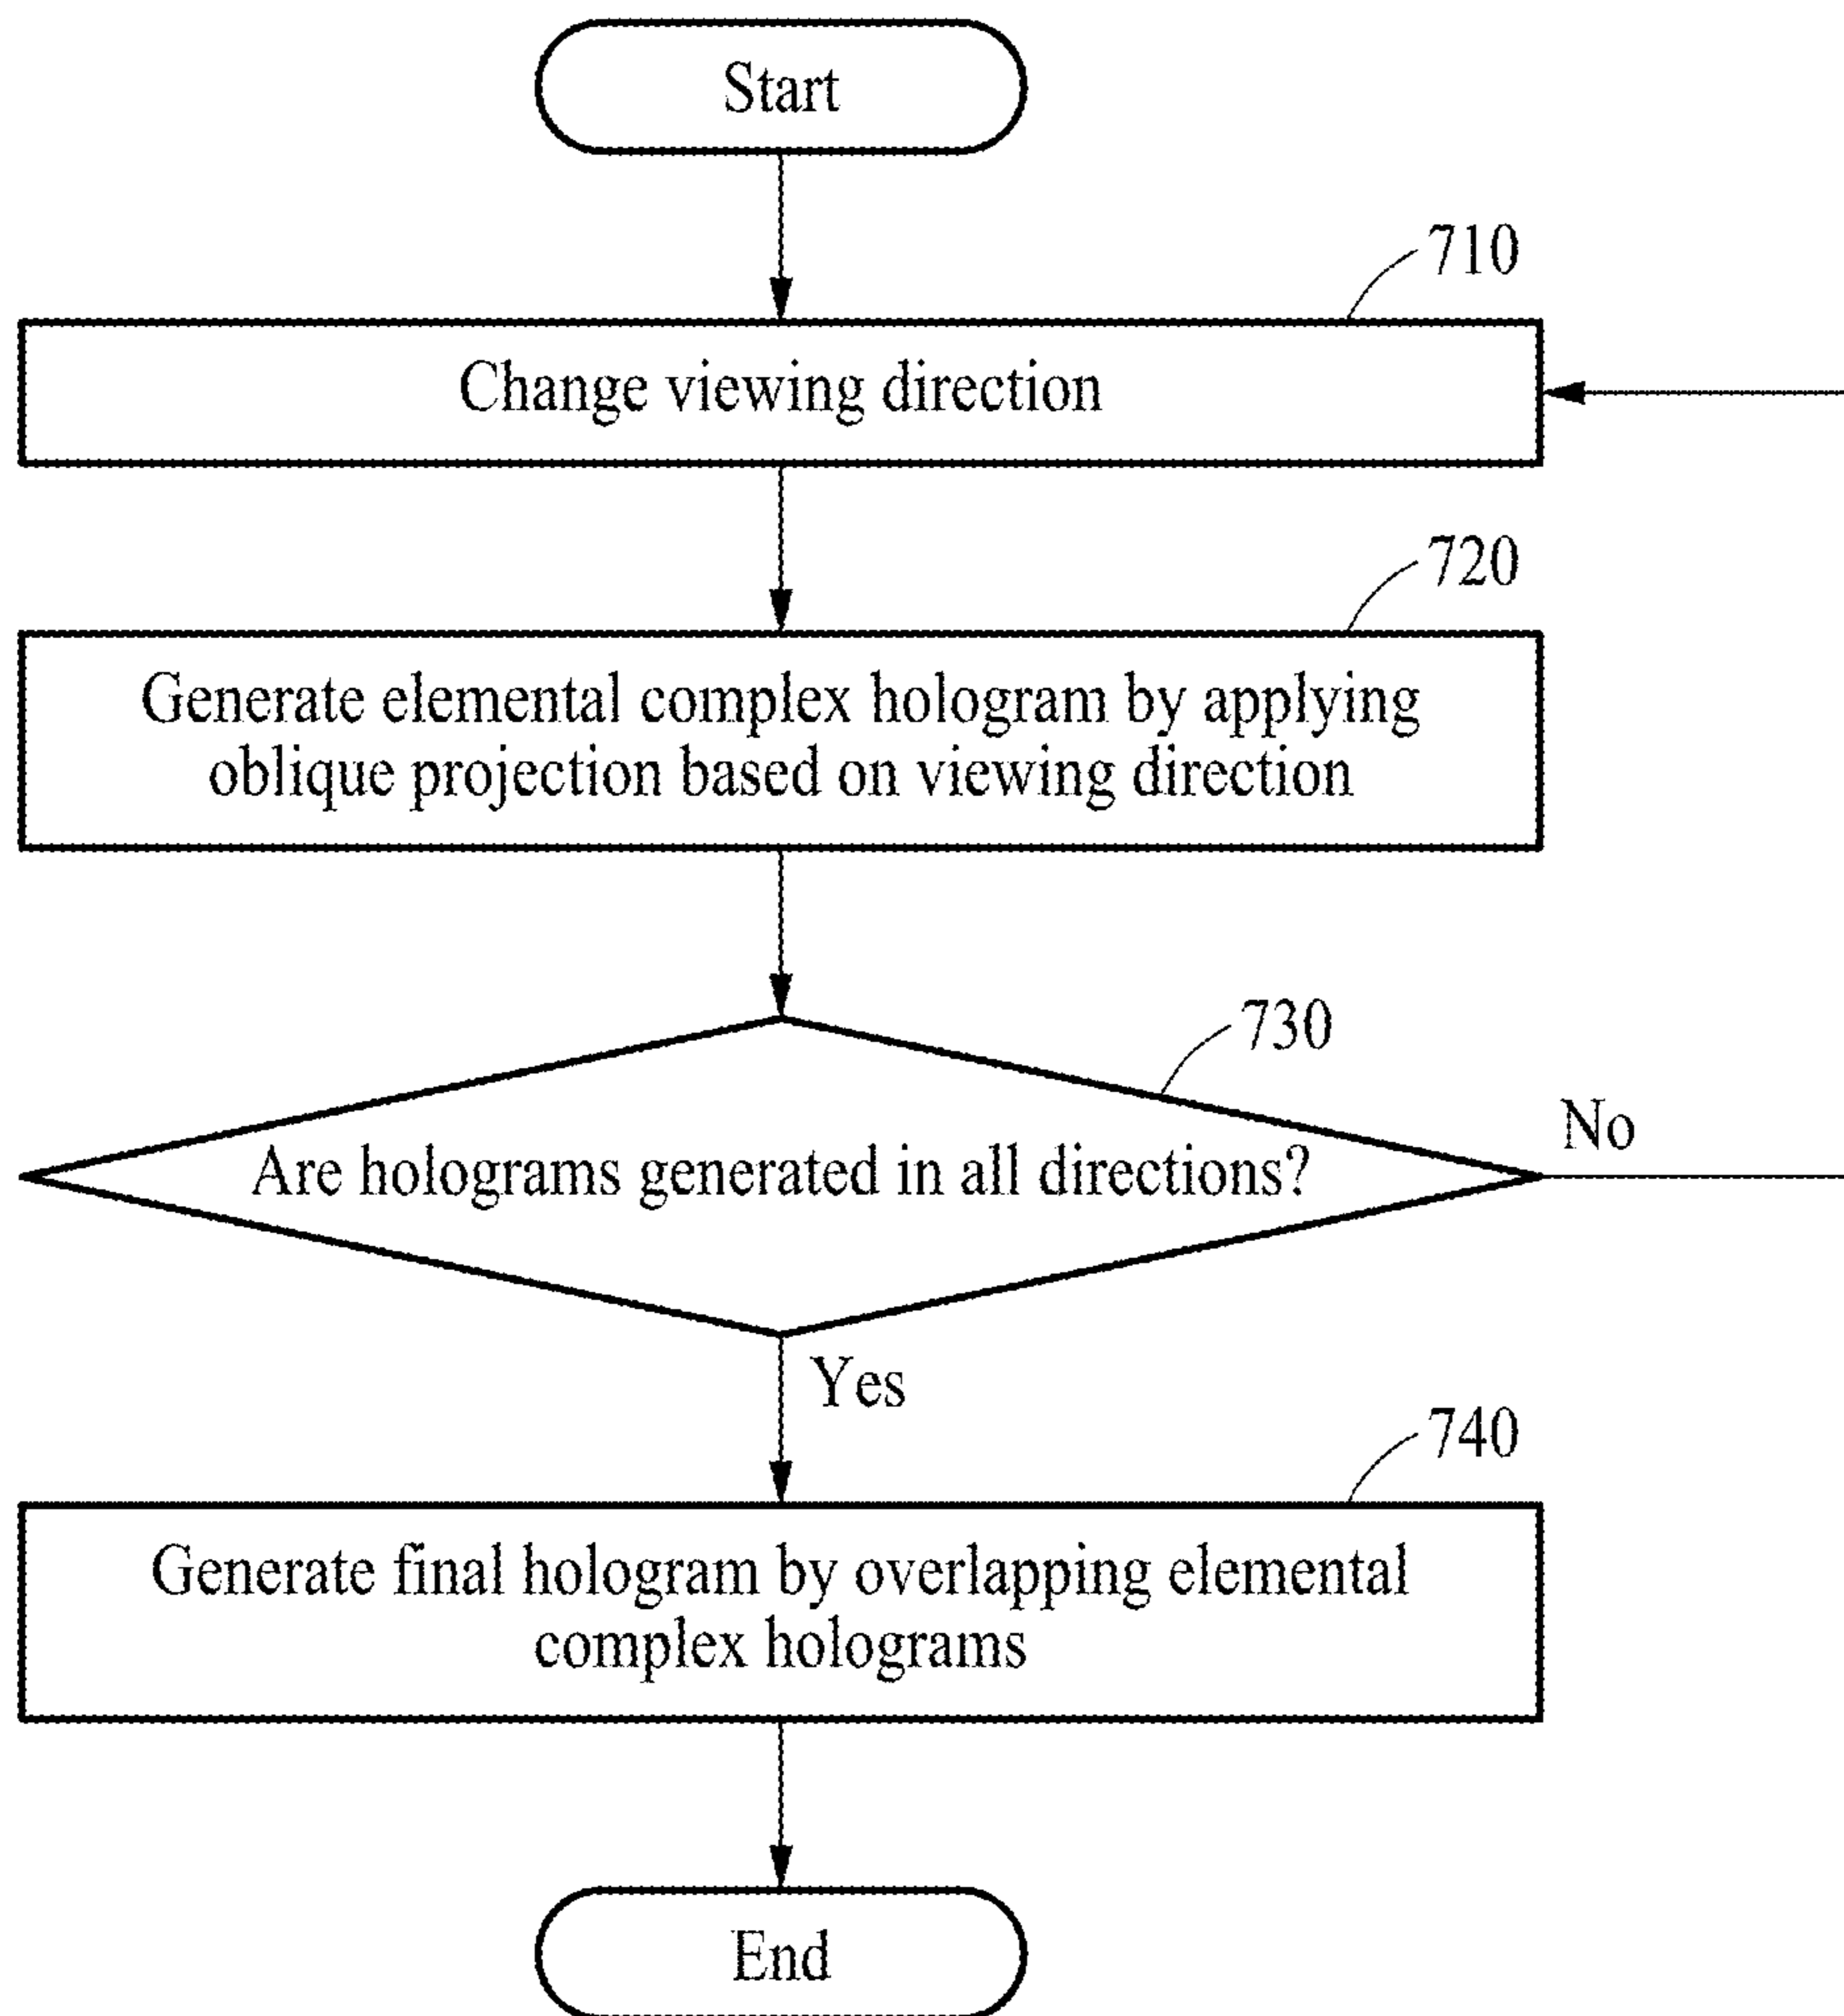 Start
710
Change viewing direction
720
Generate elemental complex hologram by applying
oblique projection based on viewing direction
730
No
Are holograms generated in all directions?
Yes
740
Generate final hologram by overlapping elemental
complex holograms
End